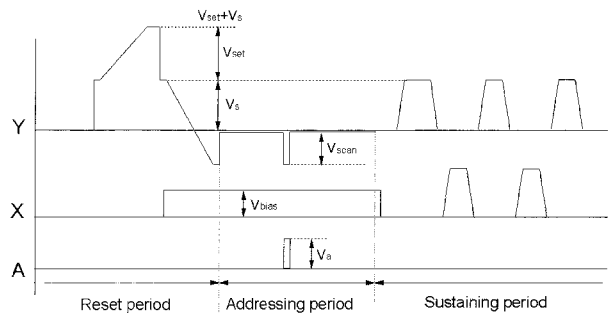 Vset+Vs
Vset
Vs
Y
Vscan
X
Vbias
A
Va
Reset period Addressing period Sustaining period